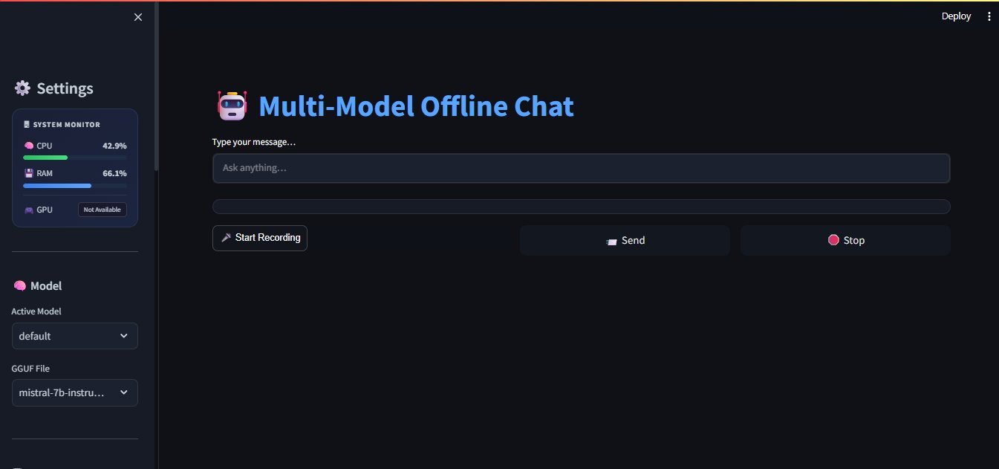 Deploy
Settings
SYSTEM MONITOR
CPU 42.9%
RAM 66.1%
GPU Not Available
Model
Active Model
default
GGUF File
mistral-7b-instru...
Multi-Model Offline Chat
Type your message...
Ask anything...
Start Recording
Send
Stop